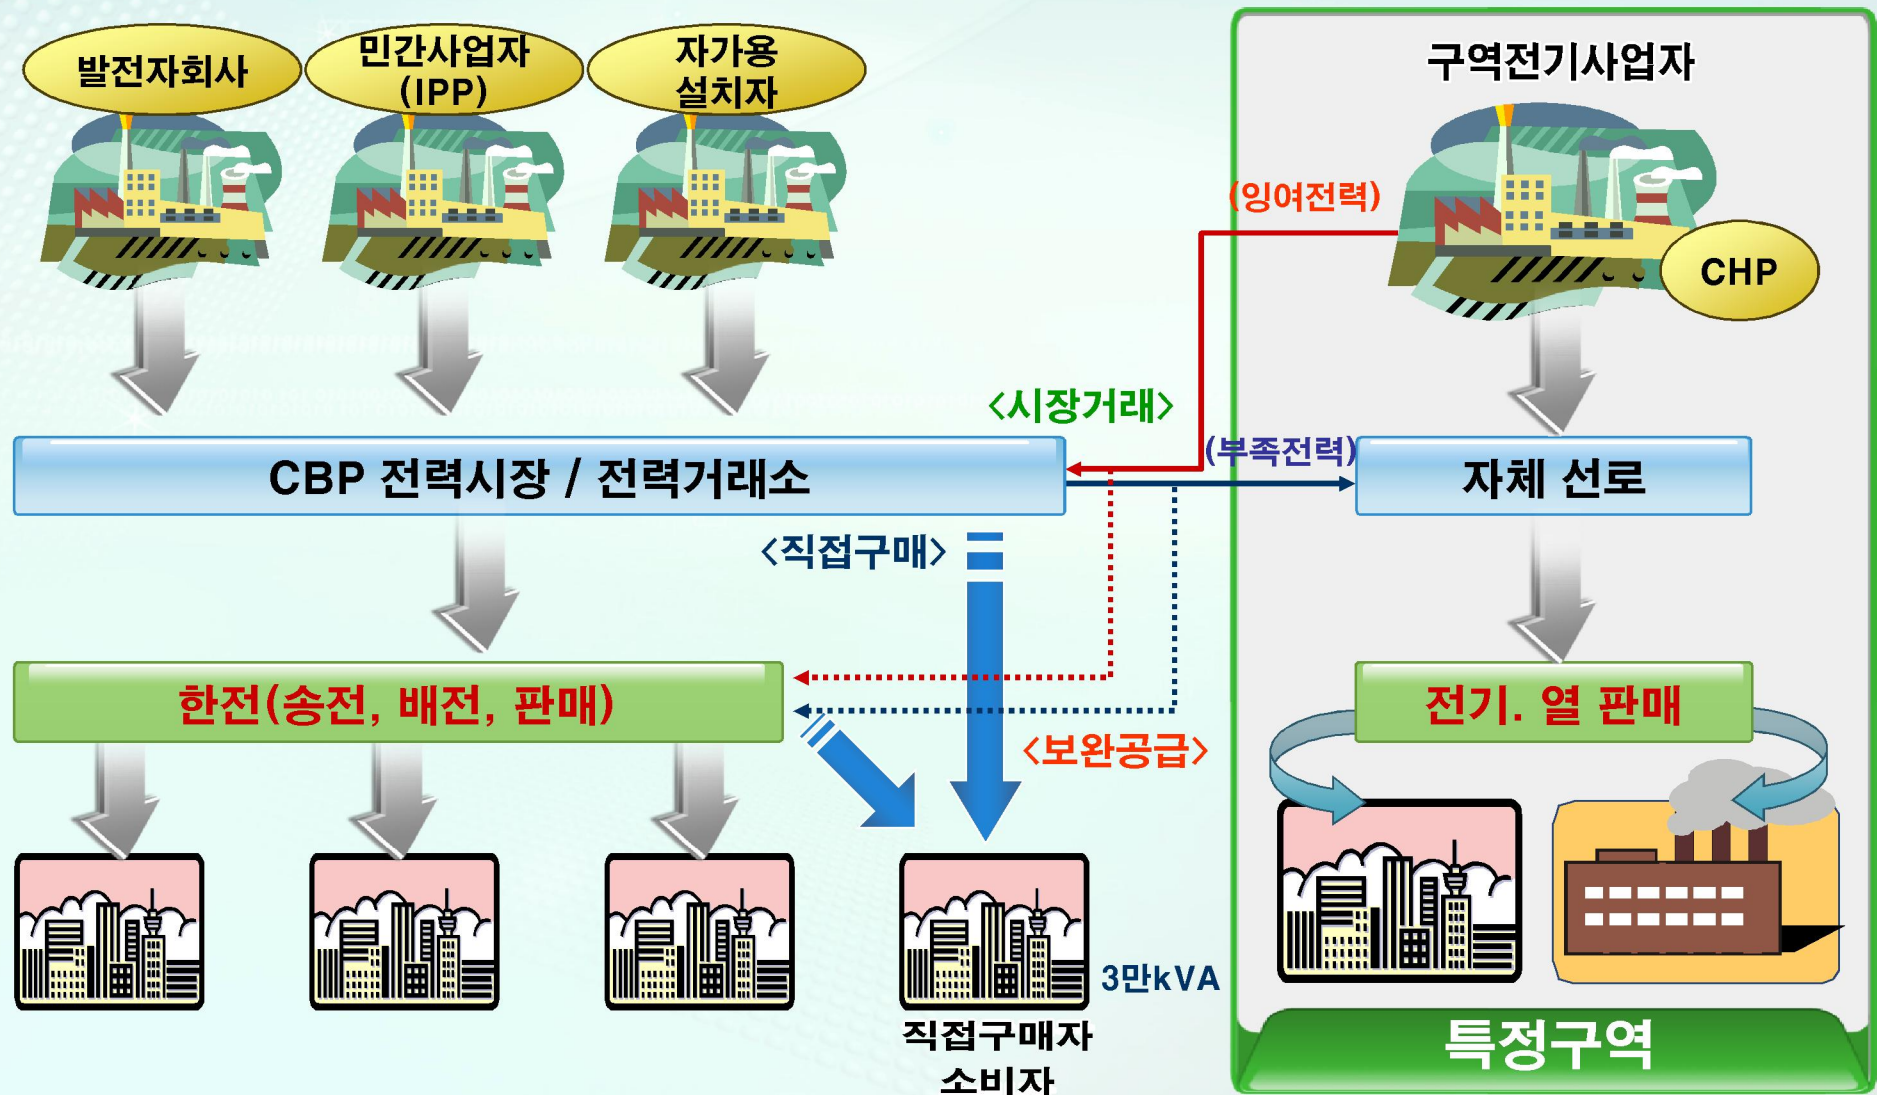 발전자회사
민간사업자
(IPP)
자가용
설치자
구역전기사업자
(잉여전력)
CHP
<시장거래>
(부족전력)
CBP 전력시장 / 전력거래소
자체 선로
<직접구매>
한전(송전, 배전, 판매)
전기. 열 판매
<보완공급>
3만kVA
직접구매자
소비자
특정구역